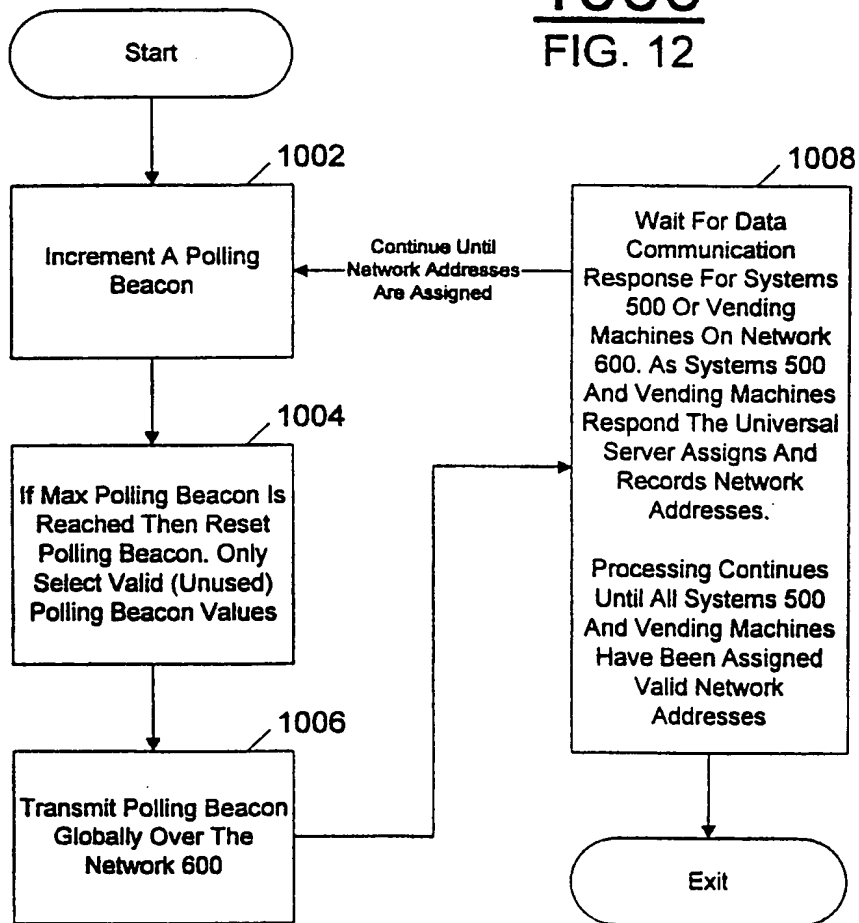 FIG. 12
Start
1002
Increment A Polling
Beacon
Continue Until
Network Addresses
Are Assigned
1004
If Max Polling Beacon Is
Reached Then Reset
Polling Beacon. Only
Select Valid (Unused)
Polling Beacon Values
1006
Transmit Polling Beacon
Globally Over The
Network 600
1008
Wait For Data
Communication
Response For Systems
500 Or Vending
Machines On Network
600. As Systems 500
And Vending Machines
Respond The Universal
Server Assigns And
Records Network
Addresses.
Processing Continues
Until All Systems 500
And Vending Machines
Have Been Assigned
Valid Network
Addresses
Exit